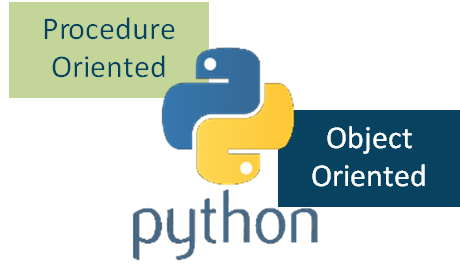 Procedure
Oriented
Object
Oriented
python